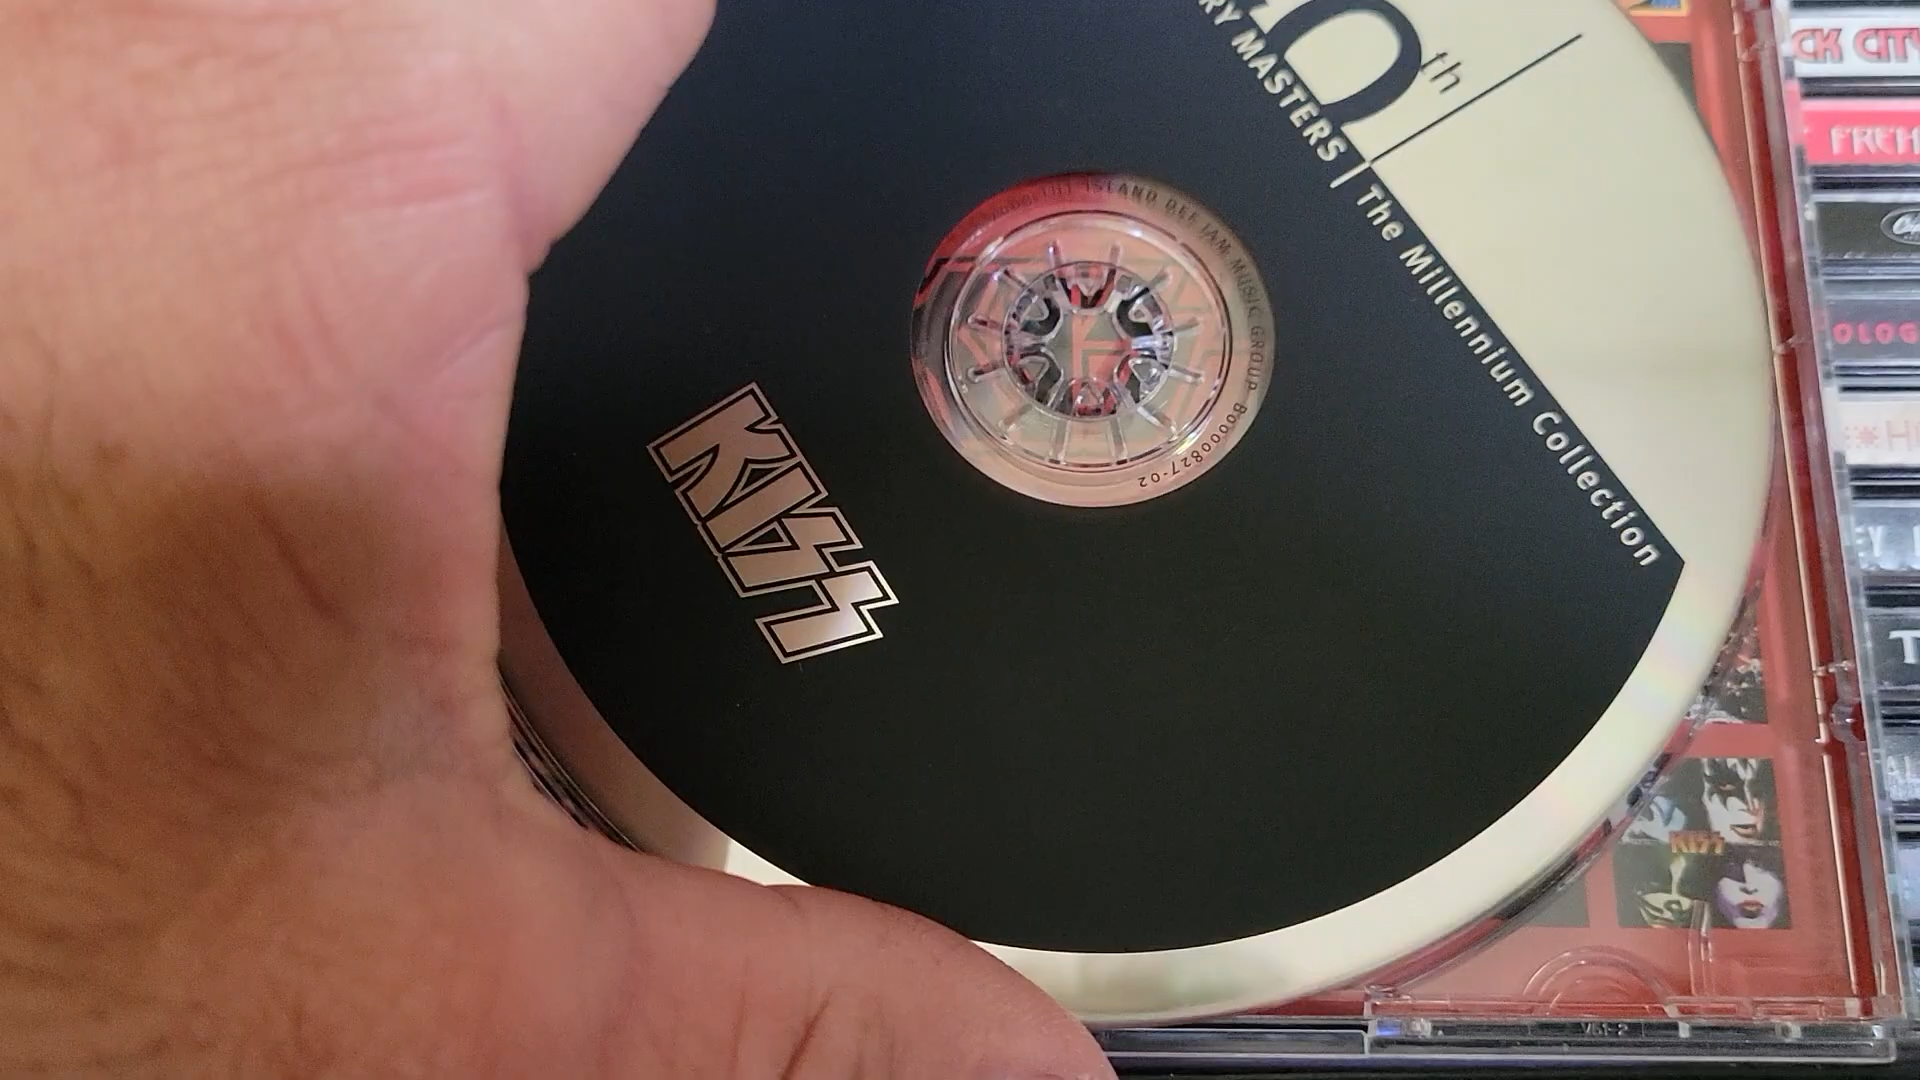 th
RY MASTERS | The Millennium Collection
THE ISLAND DEF JAM MUSIC GROUP B0000827-02
KISS
KISS
CK CITY
FREH
OLOG